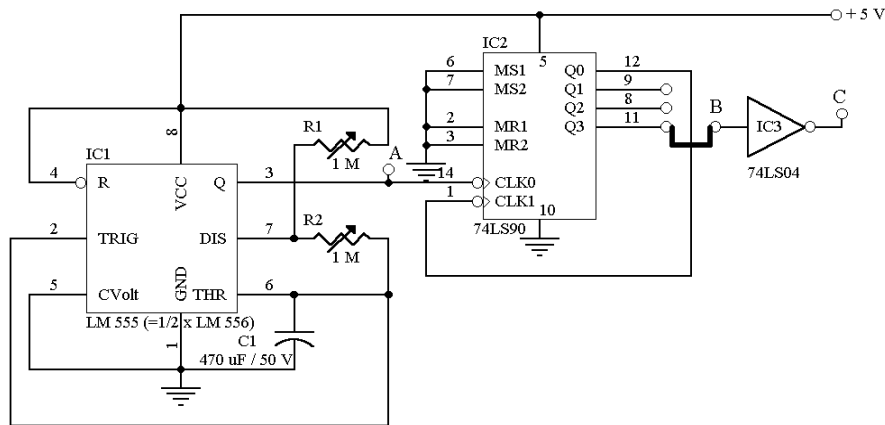 + 5 V
IC2
5
6 MS1 Q0 12
7 MS2 Q1 9
Q2 8
2 MR1 Q3 11
3 MR2
14 CLK0
1 CLK1
10
74LS90
B
C
IC3
74LS04
R1
1 M
A
R2
1 M
IC1
8
VCC
4 R Q 3
2 TRIG DIS 7
5 CVolt THR 6
GND
1
LM 555 (=1/2 x LM 556)
C1
470 uF / 50 V